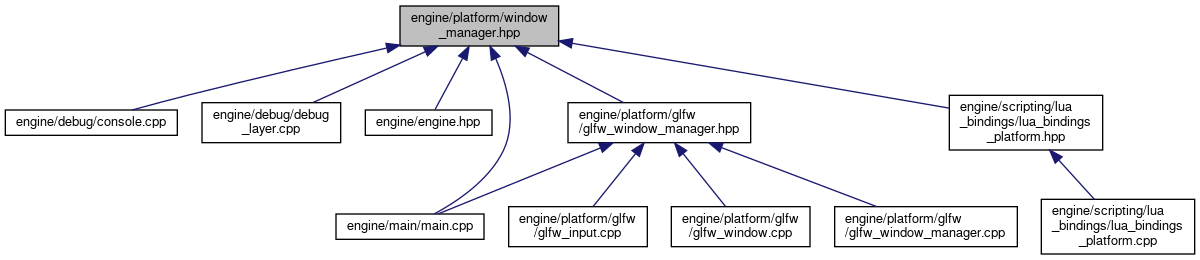 engine/platform/window
_manager.hpp
engine/debug/console.cpp
engine/debug/debug
_layer.cpp
engine/engine.hpp
engine/platform/glfw
/glfw_window_manager.hpp
engine/scripting/lua
_bindings/lua_bindings
_platform.hpp
engine/main/main.cpp
engine/platform/glfw
/glfw_input.cpp
engine/platform/glfw
/glfw_window.cpp
engine/platform/glfw
/glfw_window_manager.cpp
engine/scripting/lua
_bindings/lua_bindings
_platform.cpp